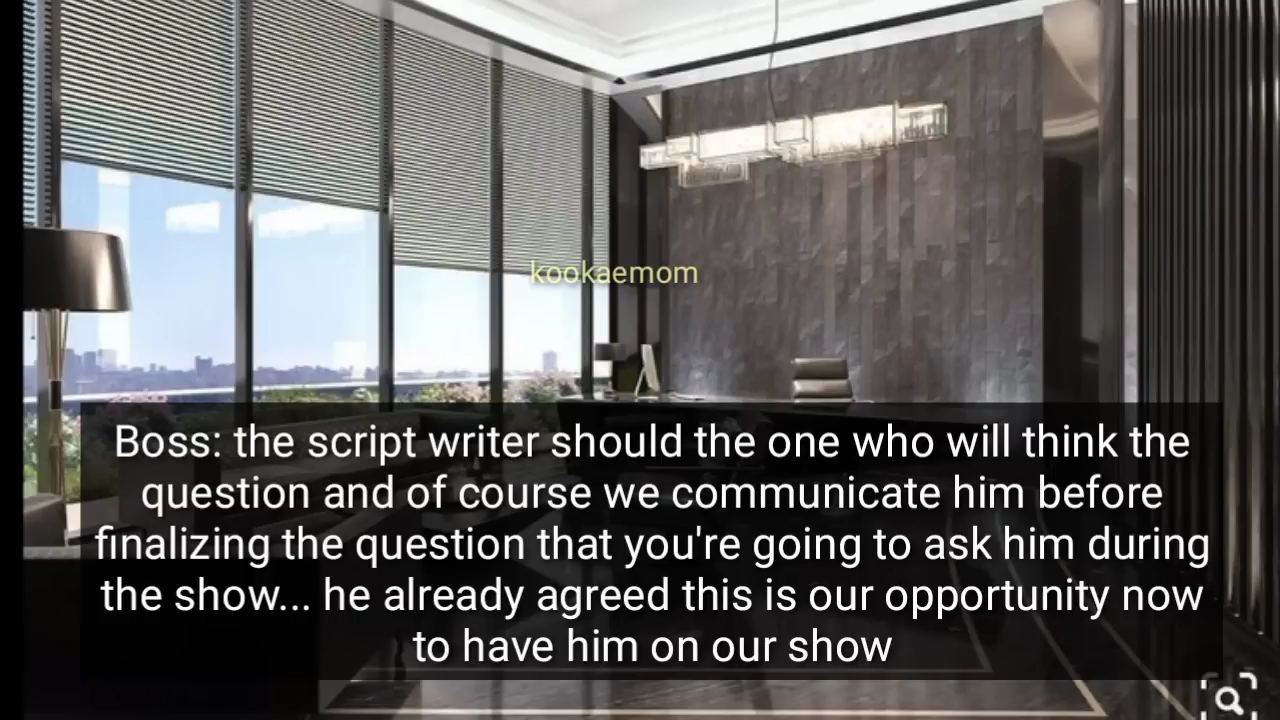 kookaemom
Boss: the script writer should the one who will think the
question and of course we communicate him before
finalizing the question that you're going to ask him during
the show... he already agreed this is our opportunity now
to have him on our show